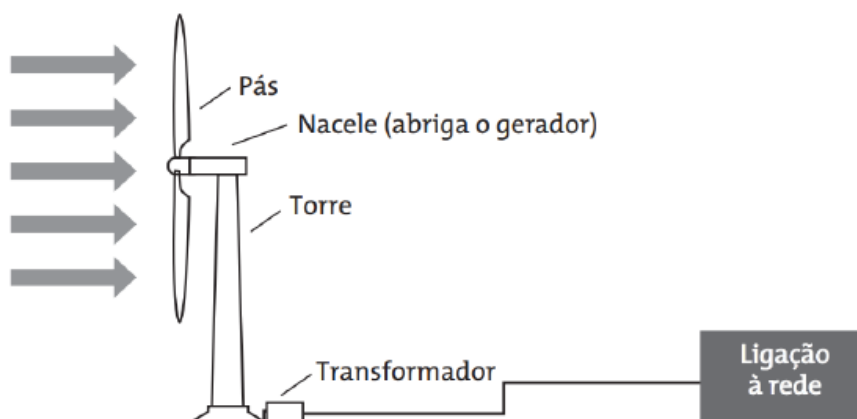 Pás
Nacele (abriga o gerador)
Torre
Transformador
Ligação
à rede